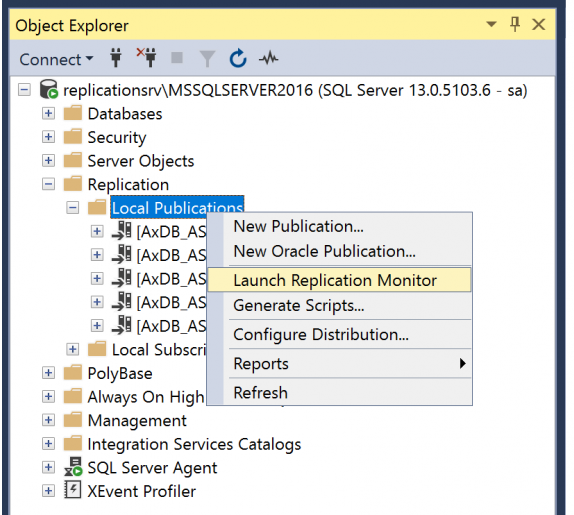 Object Explorer
Connect
replicationsrv\MSSQLSERVER2016 (SQL Server 13.0.5103.6 - sa)
Databases
Security
Server Objects
Replication
Local Publications
New Publication...
[AxDB_AS
New Oracle Publication...
[AxDB_AS
Launch Replication Monitor
[AxDB_AS
Generate Scripts...
[AxDB_AS
Configure Distribution...
[AxDB_AS
Local Subscri
Reports
PolyBase
Refresh
Always On High
Management
Integration Services Catalogs
SQL Server Agent
XEvent Profiler